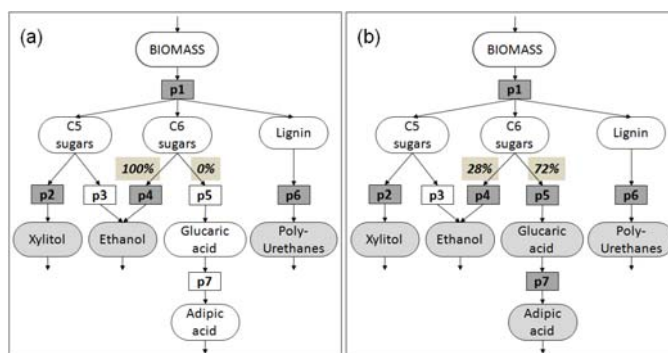 (a)
BIOMASS
p1
C5
sugars
C6
sugars
Lignin
100%
0%
p2
p3
p4
p5
p6
Xylitol
Ethanol
Glucaric
acid
Poly-
Urethanes
p7
Adipic
acid
(b)
BIOMASS
p1
C5
sugars
C6
sugars
Lignin
28%
72%
p2
p3
p4
p5
p6
Xylitol
Ethanol
Glucaric
acid
Poly-
Urethanes
p7
Adipic
acid